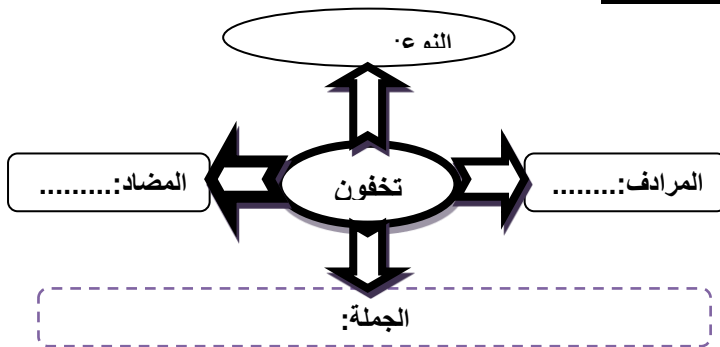 النوع:
المرادف:........
تخفون
المضاد:.........
الجملة: